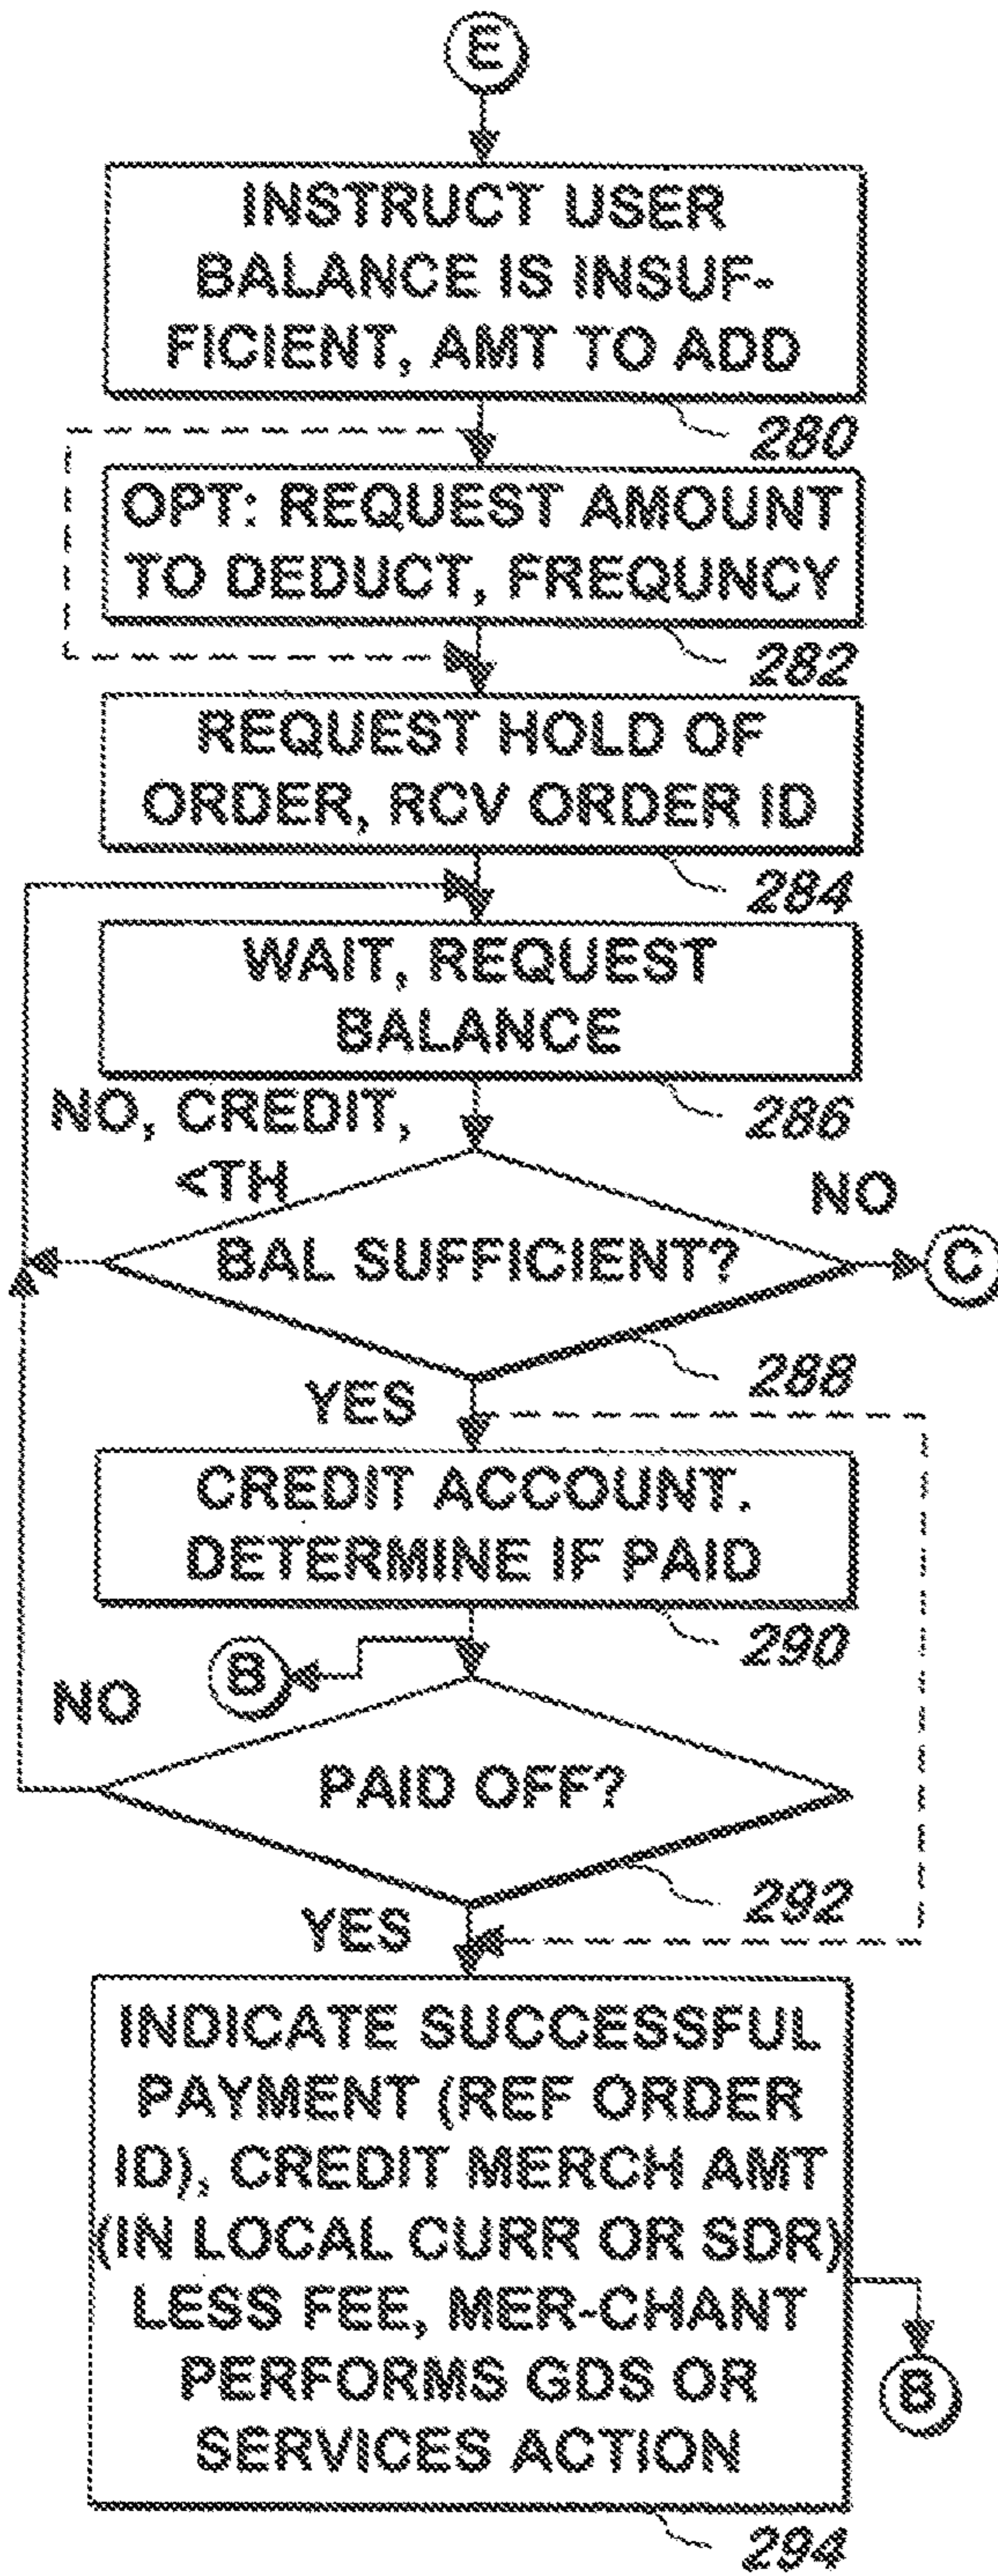 E
INSTRUCT USER
BALANCE IS INSUF-
FICIENT, AMT TO ADD
280
OPT: REQUEST AMOUNT
TO DEDUCT, FREQUNCY
282
REQUEST HOLD OF
ORDER, RCV ORDER ID
284
WAIT, REQUEST
BALANCE
286
NO, CREDIT,
<TH
NO
BAL SUFFICIENT?
C
288
YES
CREDIT ACCOUNT.
DETERMINE IF PAID
290
B
NO
PAID OFF?
292
YES
INDICATE SUCCESSFUL
PAYMENT (REF ORDER
ID), CREDIT MERCH AMT
(IN LOCAL CURR OR SDR)
LESS FEE, MER-CHANT
PERFORMS GDS OR
SERVICES ACTION
B
294